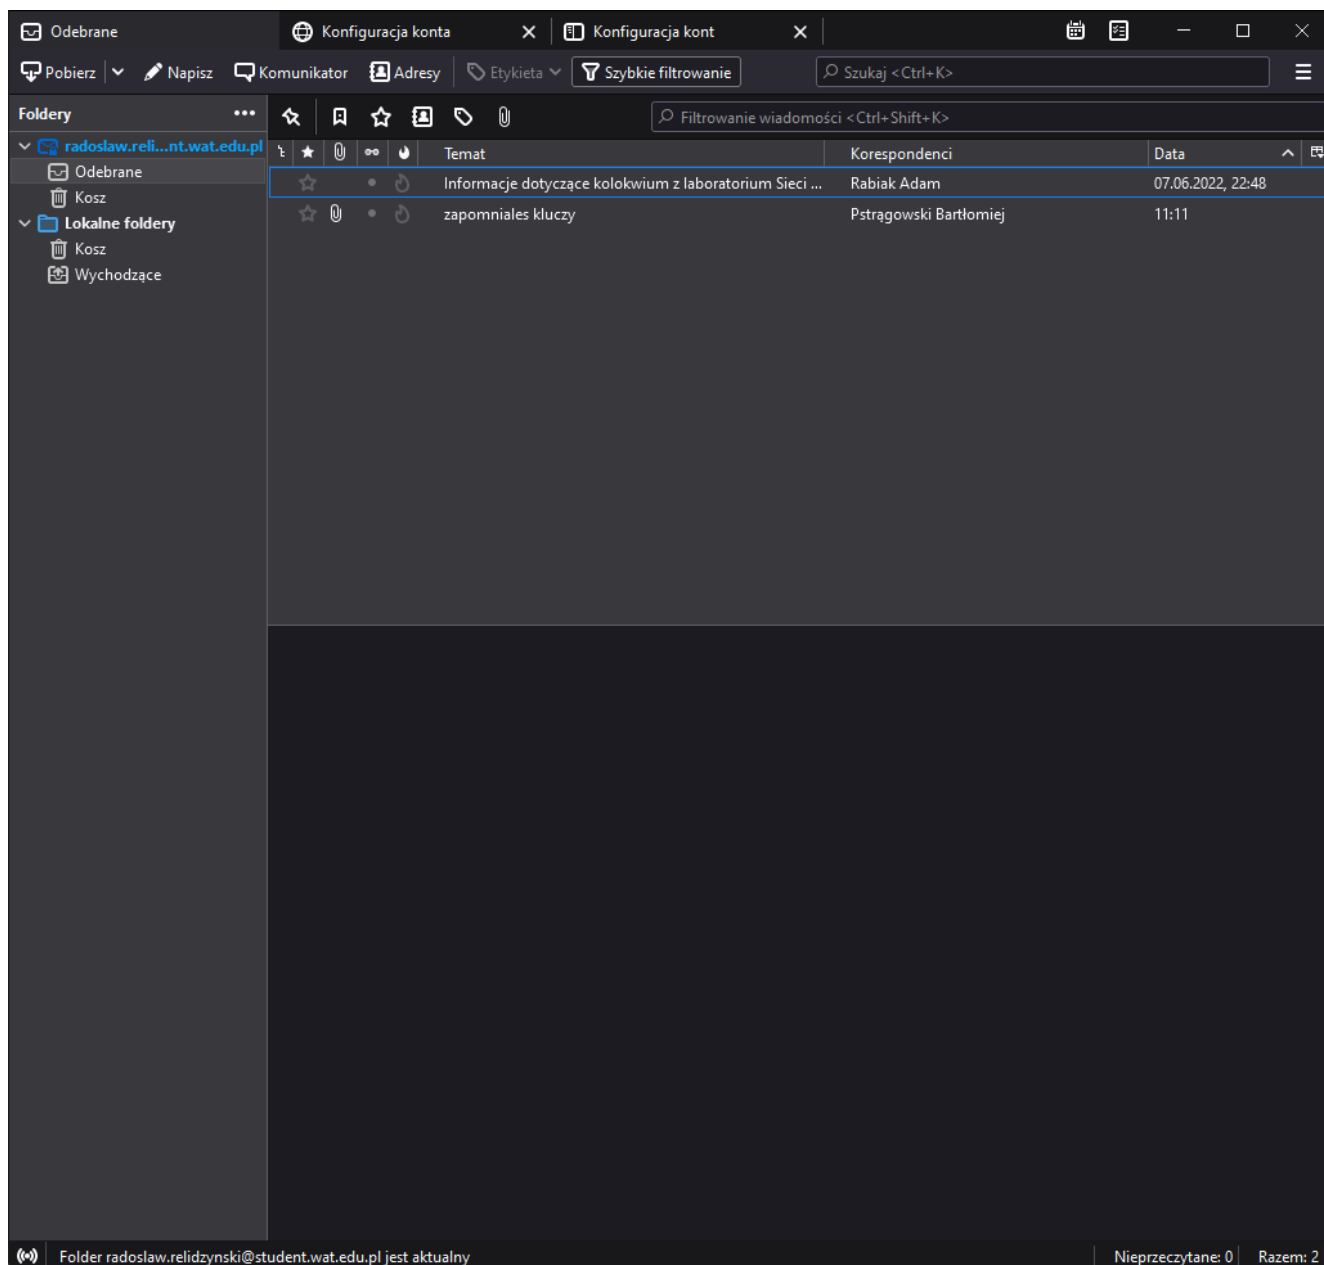 Odebrane Konfiguracja konta Konfiguracja kont
Pobierz Napisz Komunikator Adresy Etykieta Szybkie filtrowanie Szukaj <Ctrl+K>
Foldery Filtrowanie wiadomości <Ctrl+Shift+K>
radoslaw.reli...nt.wat.edu.pl Temat Korespondenci Data
Odebrane Informacje dotyczące kolokwium z laboratorium Sieci ... Rabiak Adam 07.06.2022, 22:48
Kosz
Lokalne foldery zapomniales kluczy Pstrągowski Bartłomiej 11:11
Kosz
Wychodzące
Folder radoslaw.relidzynski@student.wat.edu.pl jest aktualny Nieprzeczytane: 0 Razem: 2